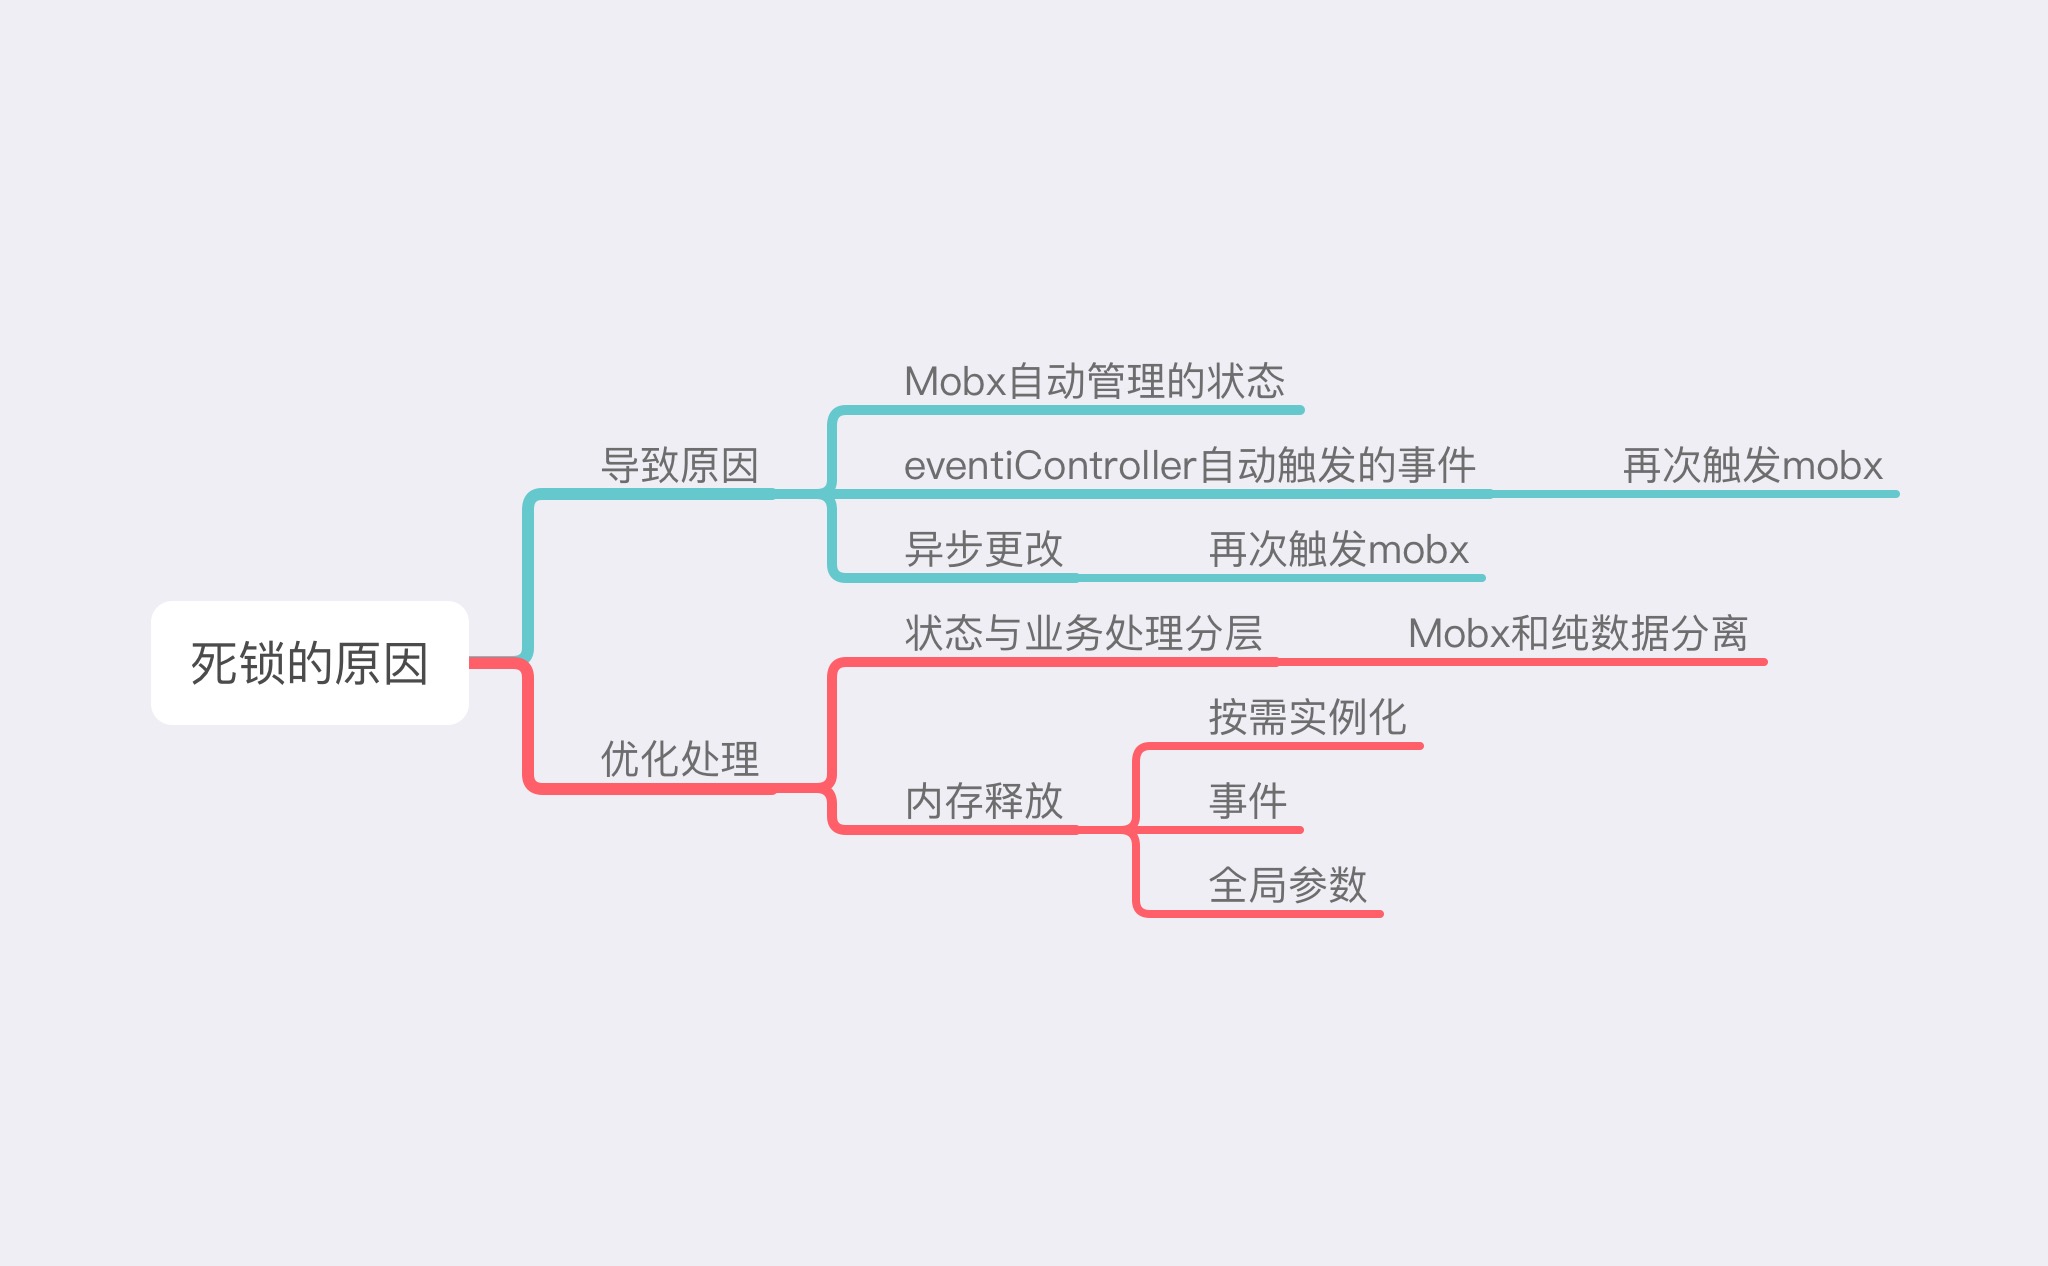 死锁的原因
导致原因
Mobx自动管理的状态
eventiController自动触发的事件
再次触发mobx
异步更改
再次触发mobx
优化处理
状态与业务处理分层
Mobx和纯数据分离
内存释放
按需实例化
事件
全局参数